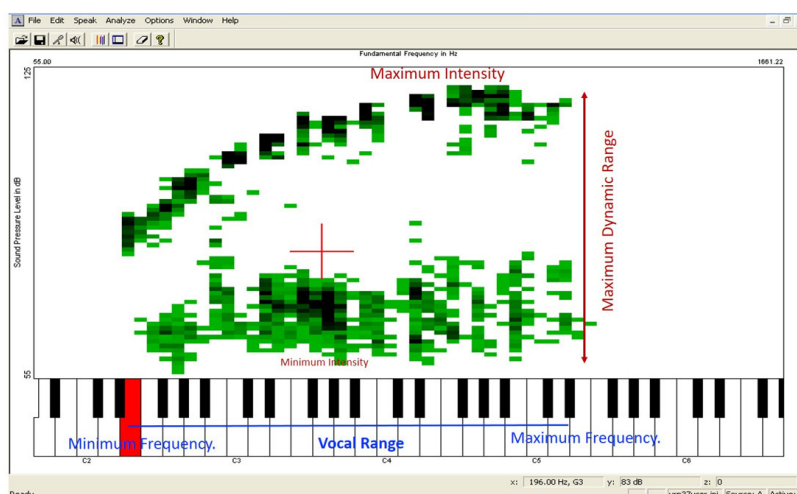 File Edit Speak Analyze Options Window Help
Fundamental Frequency in Hz
55.00
1661.22
125
Maximum Intensity
Sound Pressure Level in dB
Maximum Dynamic Range
Minimum Intensity
55
Minimum Frequency.
Vocal Range
Maximum Frequency.
C2 C3 C4 C5 C6
x: 196.00 Hz, G3 y: 83 dB z: 0
Ready